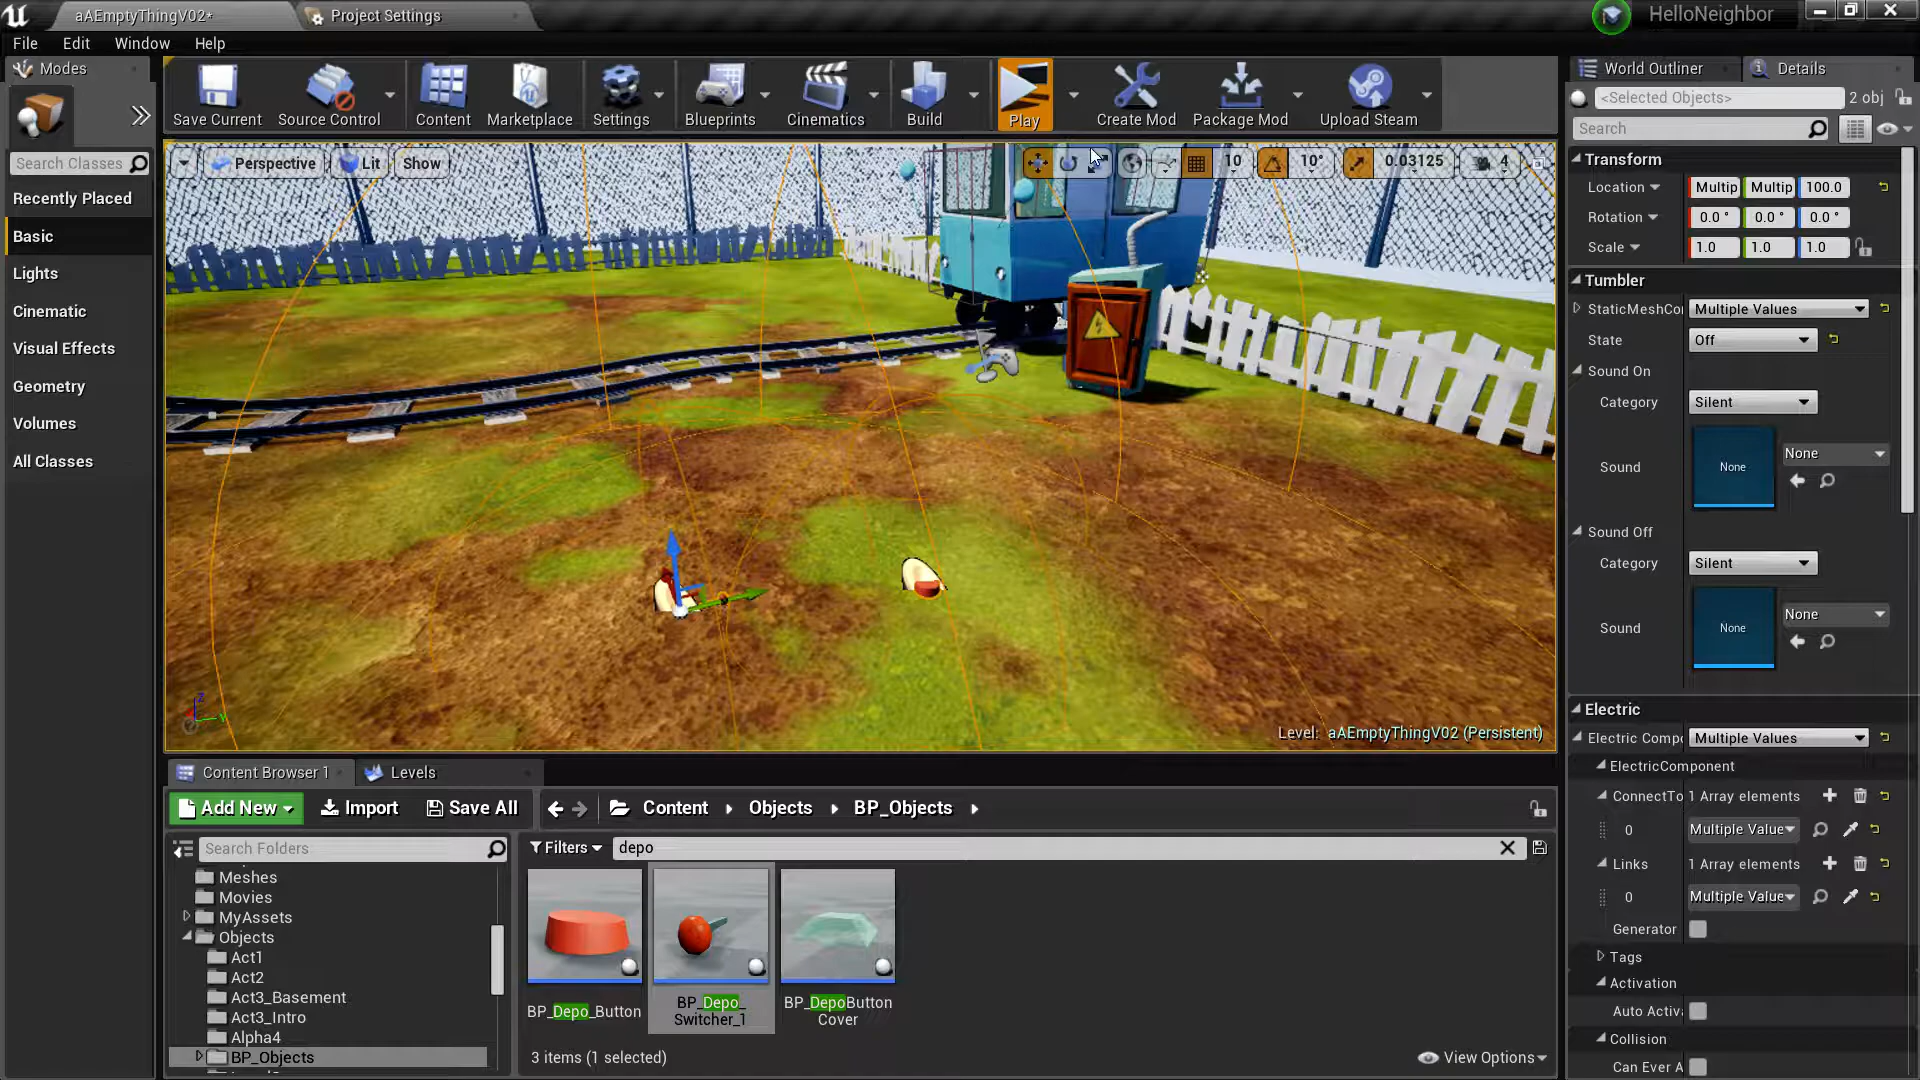 aAEmptyThingV02*
Project Settings
HelloNeighbor
File Edit Window Help
Modes
Search Classes
Recently Placed
Basic
Lights
Cinematic
Visual Effects
Geometry
Volumes
All Classes
Save Current
Source Control
Content
Marketplace
Settings
Blueprints
Cinematics
Build
Play
Create Mod
Package Mod
Upload Steam
Perspective
Lit
Show
10
10°
0.03125
4
Level: aAEmptyThingV02 (Persistent)
World Outliner
Details
<Selected Objects> 2 obj
Search
Transform
Location Multip Multip 100.0
Rotation 0.0 ° 0.0 ° 0.0 °
Scale 1.0 1.0 1.0
Tumbler
StaticMeshCo Multiple Values
State Off
Sound On
Category Silent
Sound None None
Sound Off
Category Silent
Sound None None
Electric
Electric Compo Multiple Values
ElectricComponent
ConnectTo 1 Array elements
0 Multiple Value
Links 1 Array elements
0 Multiple Value
Generator
Tags
Activation
Auto Activ
Collision
Can Ever A
Content Browser 1
Levels
Add New
Import
Save All
Content
Objects
BP_Objects
Search Folders
Meshes
Movies
MyAssets
Objects
Act1
Act2
Act3_Basement
Act3_Intro
Alpha4
BP_Objects
Filters
depo
BP_Depo_Button
BP_Depo_
Switcher_1
BP_DepoButton
Cover
3 items (1 selected)
View Options